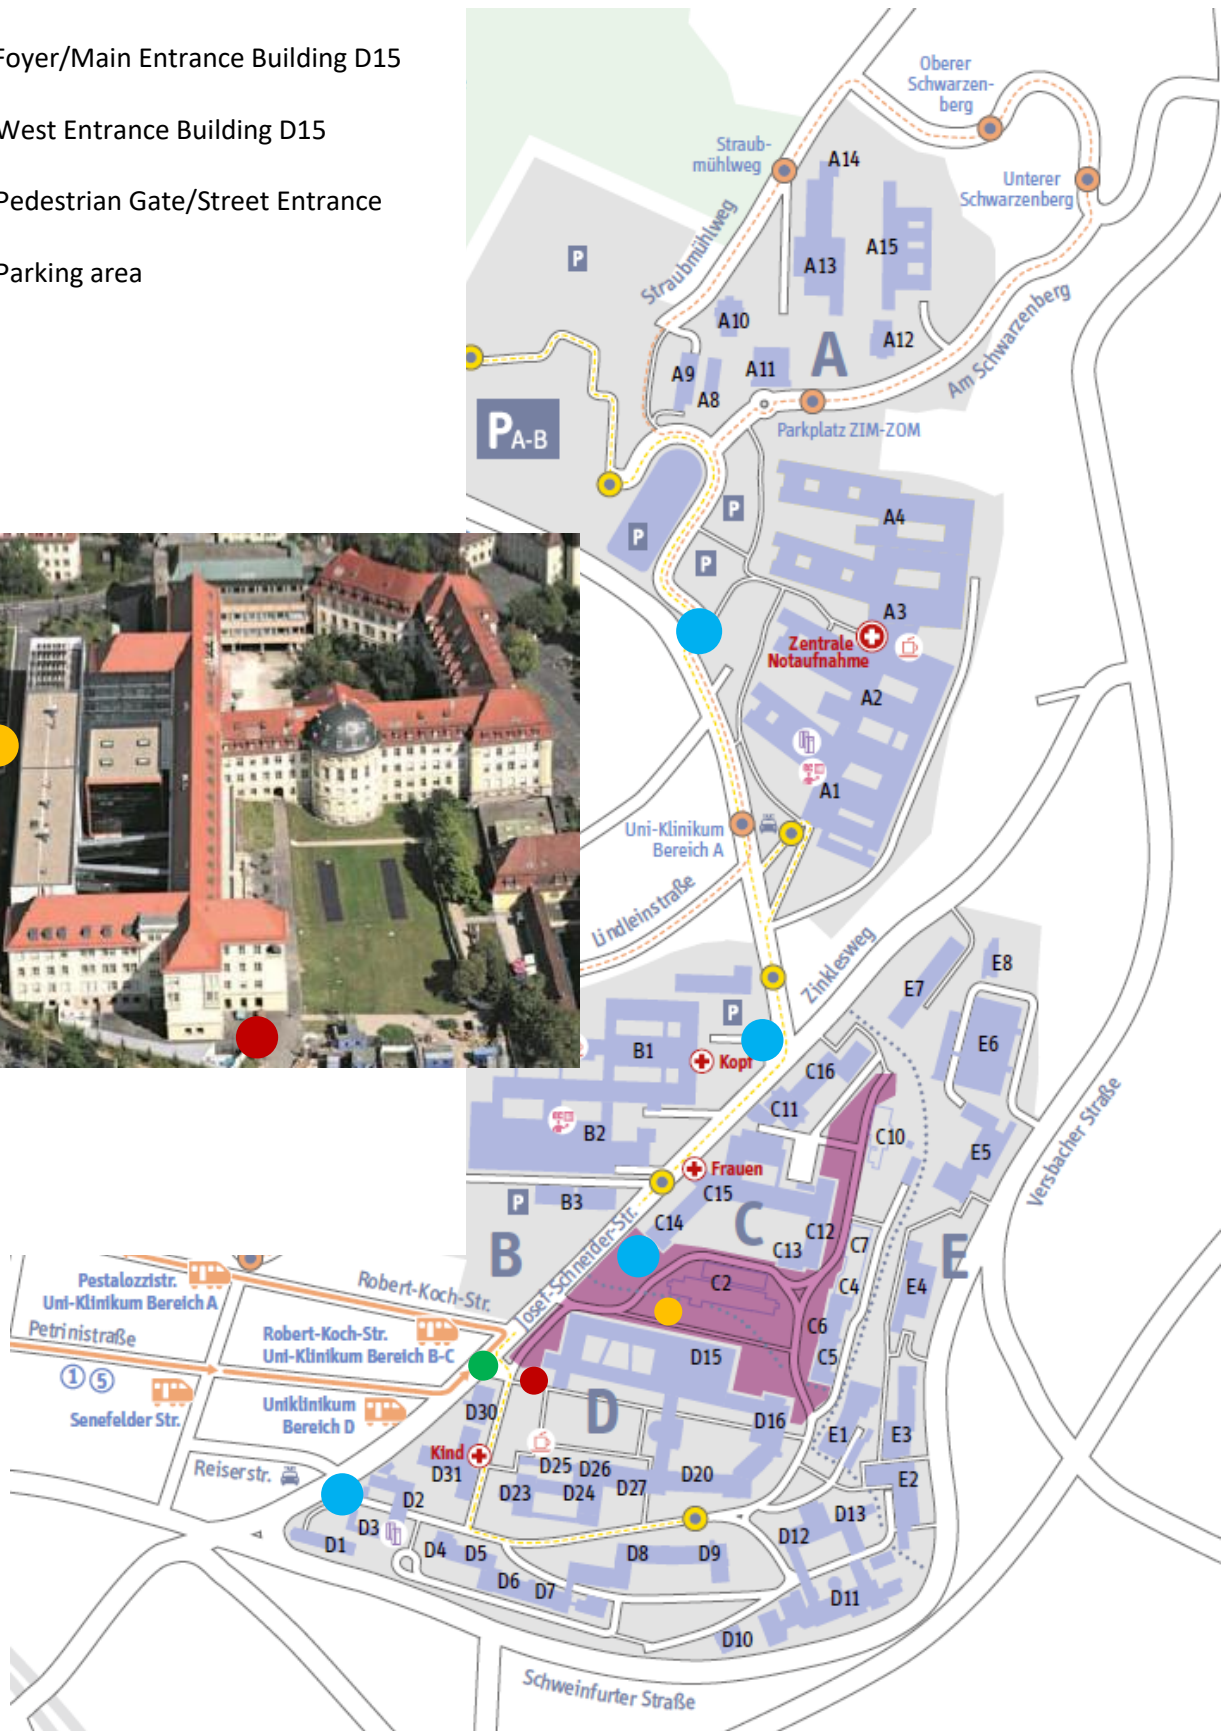 Foyer/Main Entrance Building D15
West Entrance Building D15
Pedestrian Gate/Street Entrance
Parking area
Oberer
Schwarzen-
berg
Straub-
mühlweg
A14
Unterer
Schwarzenberg
Straubmühlweg
P
A13
A15
A10
A12
A
Am Schwarzenberg
A9
A11
A8
P A-B
Parkplatz ZIM-ZOM
P
A4
P
P
A3
Zentrale
Notaufnahme
A2
A1
Uni-Klinikum
Bereich A
Lindleinstraße
Zinklesweg
E8
E7
P
B1
Kopf
C16
E6
C11
B2
C10
E5
Versbacher Straße
Frauen
C15
P
B3
C14
C
C12
B
Josef-Schneider-Str.
C13
C7
E
Pestalozzistr.
Uni-Klinikum Bereich A
Robert-Koch-Str.
C2
C4
E4
Petrinistraße
Robert-Koch-Str.
Uni-Klinikum Bereich B-C
C6
D15
C5
1 5
Senefelder Str.
Uniklinikum
Bereich D
D30
D
D16
E1
E3
Kind
D31
Reiserstr.
D25
D26
D23
D24
D27
D20
E2
D2
D3
D13
D12
D1
D4
D5
D8
D9
D6
D7
D11
D10
Schweinfurter Straße